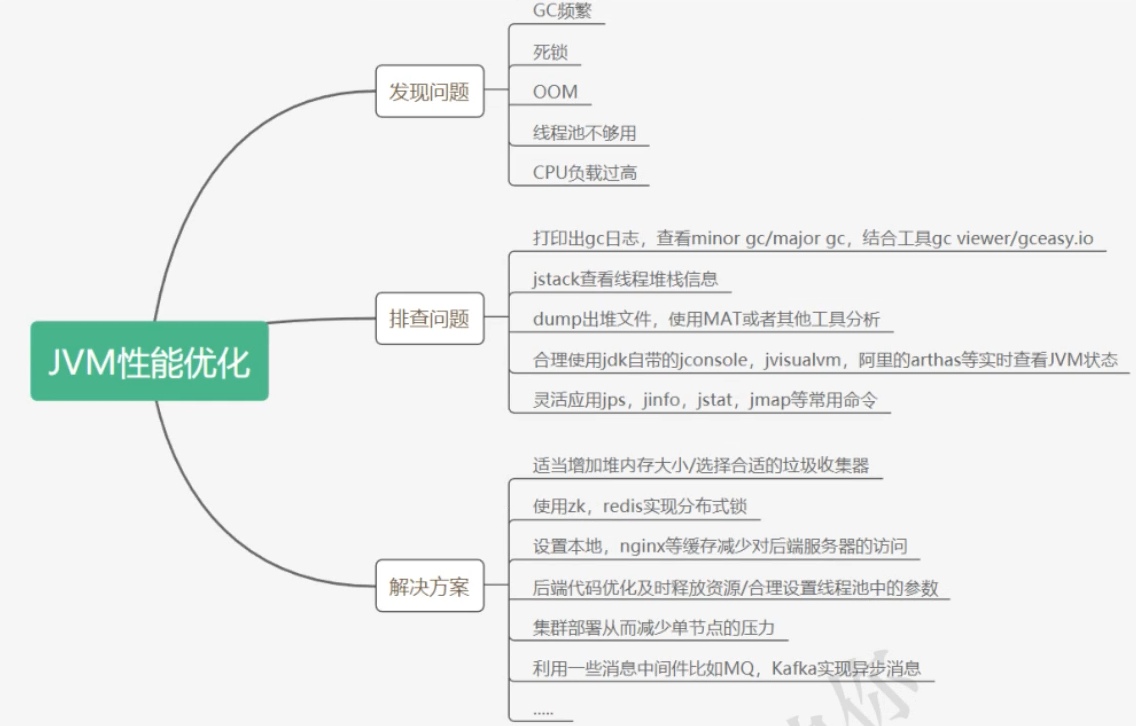 GC频繁
死锁
发现问题
OOM
线程池不够用
CPU负载过高
打印出gc日志，查看minor gc/major gc，结合工具gc viewer/gceasy.io
jstack查看线程堆栈信息
排查问题
dump出堆文件，使用MAT或者其他工具分析
JVM性能优化
合理使用jdk自带的jconsole，jvisualvm，阿里的arthas等实时查看JVM状态
灵活应用jps，jinfo，jstat，jmap等常用命令
适当增加堆内存大小/选择合适的垃圾收集器
使用zk，redis实现分布式锁
设置本地，nginx等缓存减少对后端服务器的访问
解决方案
后端代码优化及时释放资源/合理设置线程池中的参数
集群部署从而减少单节点的压力
利用一些消息中间件比如MQ，Kafka实现异步消息
.....
你